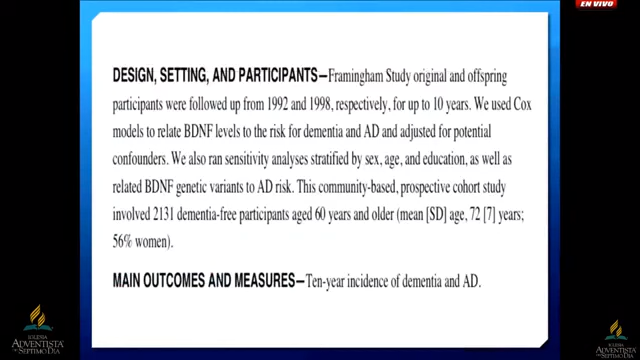 EN VIVO
DESIGN, SETTING, AND PARTICIPANTS—Framingham Study original and offspring
participants were followed up from 1992 and 1998, respectively, for up to 10 years. We used Cox
models to relate BDNF levels to the risk for dementia and AD and adjusted for potential
confounders. We also ran sensitivity analyses stratified by sex, age, and education, as well as
related BDNF genetic variants to AD risk. This community-based, prospective cohort study
involved 2131 dementia-free participants aged 60 years and older (mean [SD] age, 72 [7] years;
56% women).
MAIN OUTCOMES AND MEASURES—Ten-year incidence of dementia and AD.
IGLESIA
ADVENTISTA
DEL SÉPTIMO DÍA
IGLESIA
ADVENTISTA
DEL SÉPTIMO DÍA